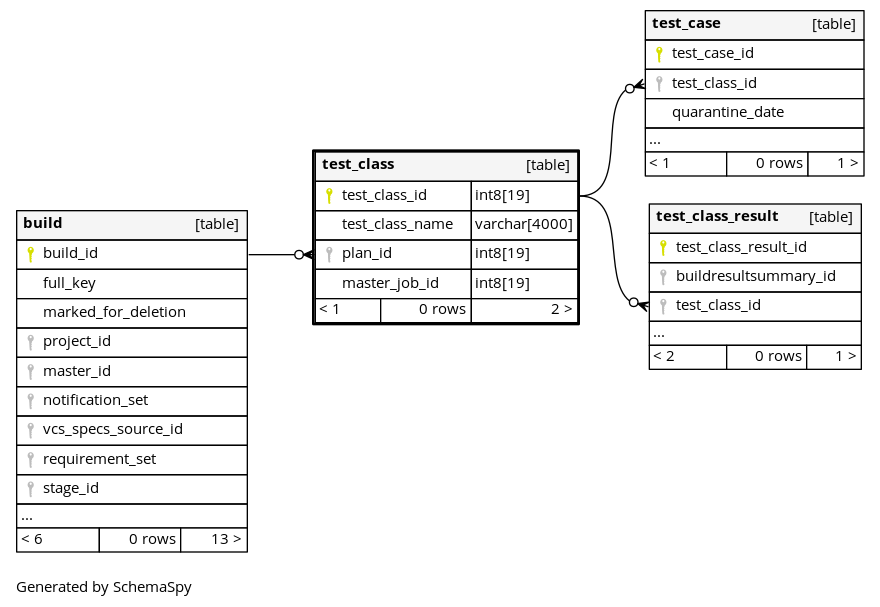 build [table]
build_id
full_key
marked_for_deletion
project_id
master_id
notification_set
vcs_specs_source_id
requirement_set
stage_id
...
< 6 0 rows 13 >
test_class [table]
test_class_id int8[19]
test_class_name varchar[4000]
plan_id int8[19]
master_job_id int8[19]
< 1 0 rows 2 >
test_case [table]
test_case_id
test_class_id
quarantine_date
...
< 1 0 rows 1 >
test_class_result [table]
test_class_result_id
buildresultsummary_id
test_class_id
...
< 2 0 rows 1 >
Generated by SchemaSpy